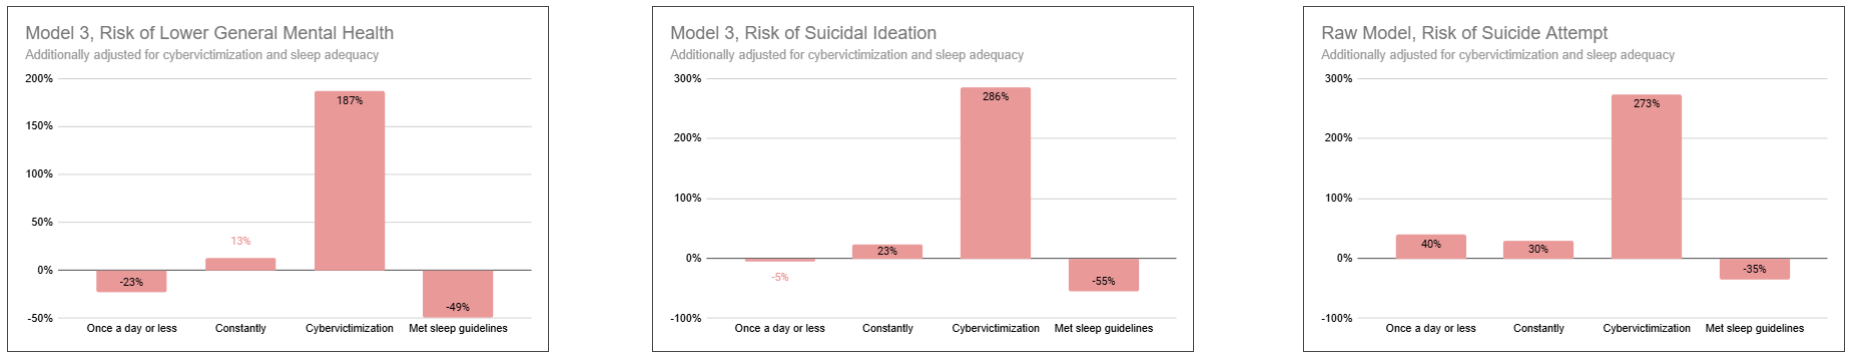 Model 3, Risk of Lower General Mental Health
Additionally adjusted for cybervictimization and sleep adequacy
200%
150%
100%
50%
0%
-50%
-23%
13%
187%
-49%
Once a day or less
Constantly
Cybervictimization
Met sleep guidelines
Model 3, Risk of Suicidal Ideation
Additionally adjusted for cybervictimization and sleep adequacy
300%
200%
100%
0%
-100%
-5%
23%
286%
-55%
Once a day or less
Constantly
Cybervictimization
Met sleep guidelines
Raw Model, Risk of Suicide Attempt
Additionally adjusted for cybervictimization and sleep adequacy
300%
200%
100%
0%
-100%
40%
30%
273%
-35%
Once a day or less
Constantly
Cybervictimization
Met sleep guidelines